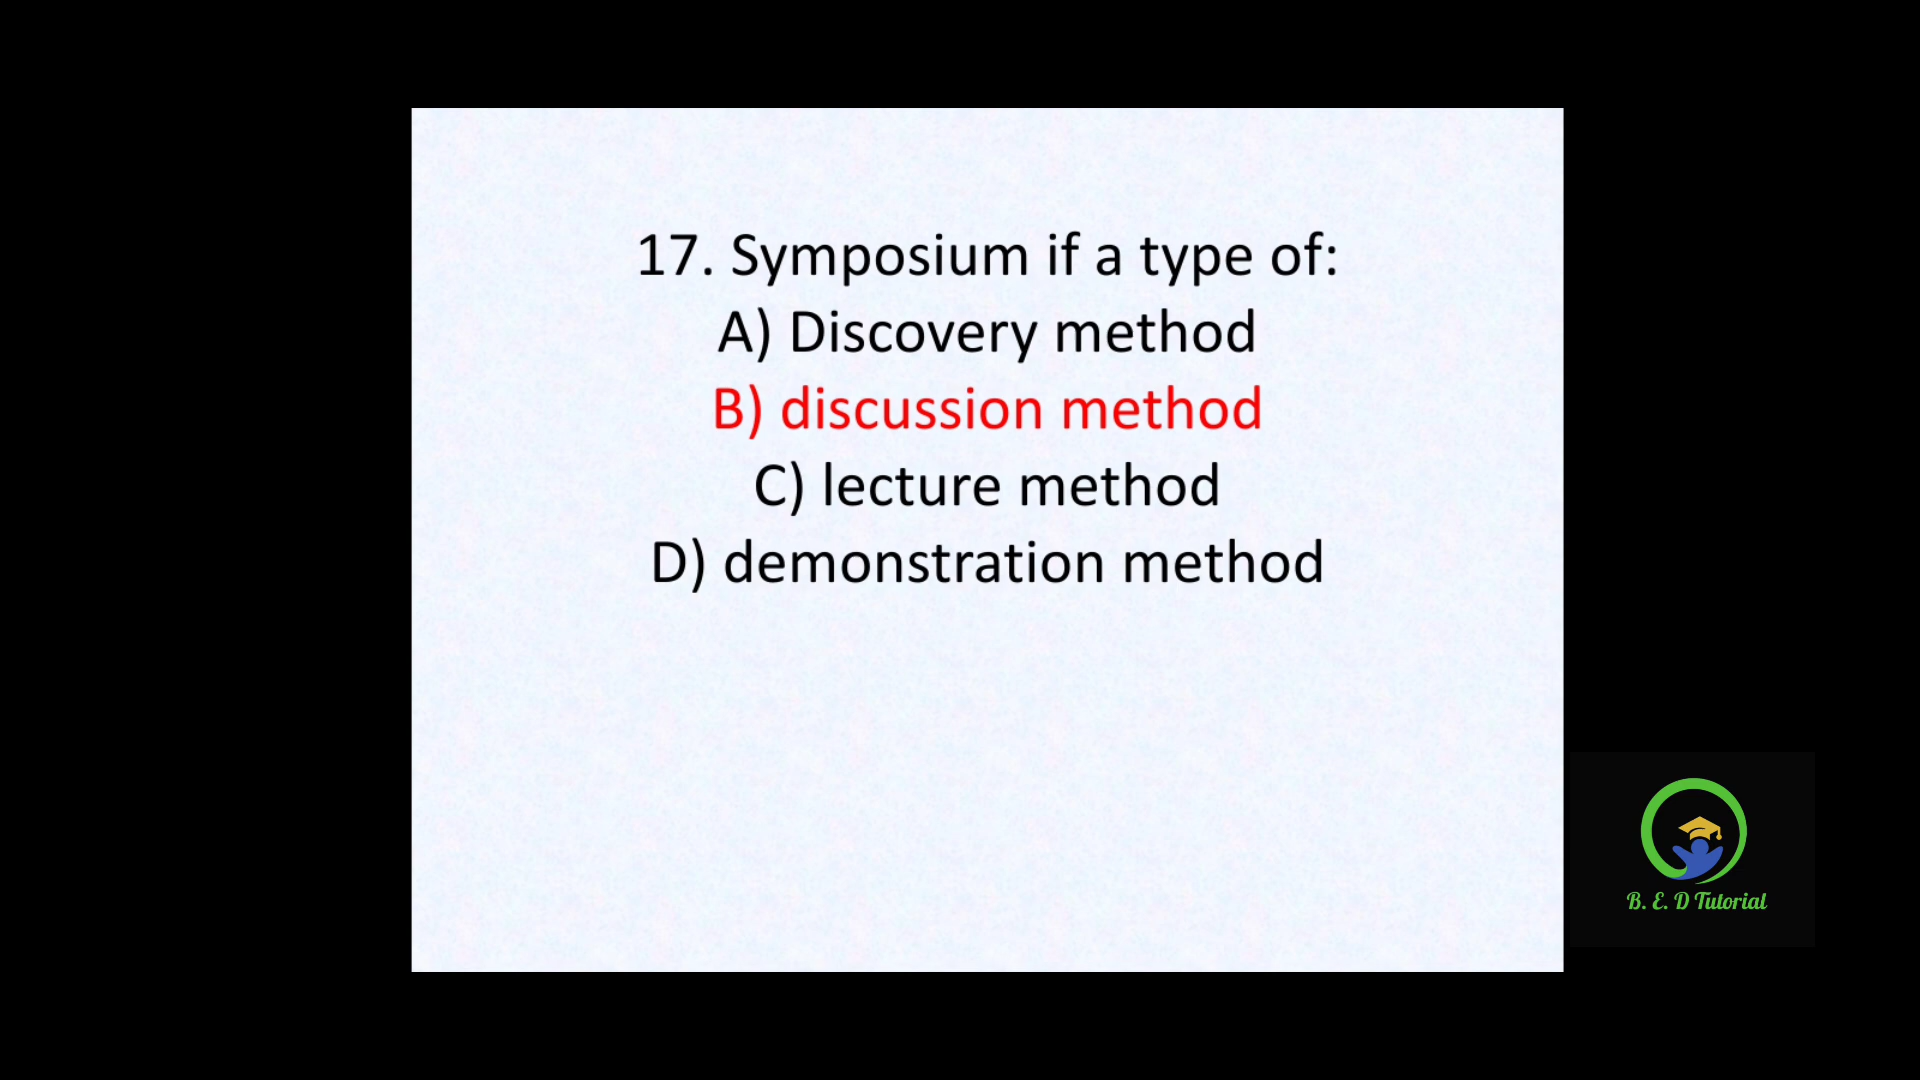 17. Symposium if a type of:
A) Discovery method
B) discussion method
C) lecture method
D) demonstration method
B. E. D Tutorial